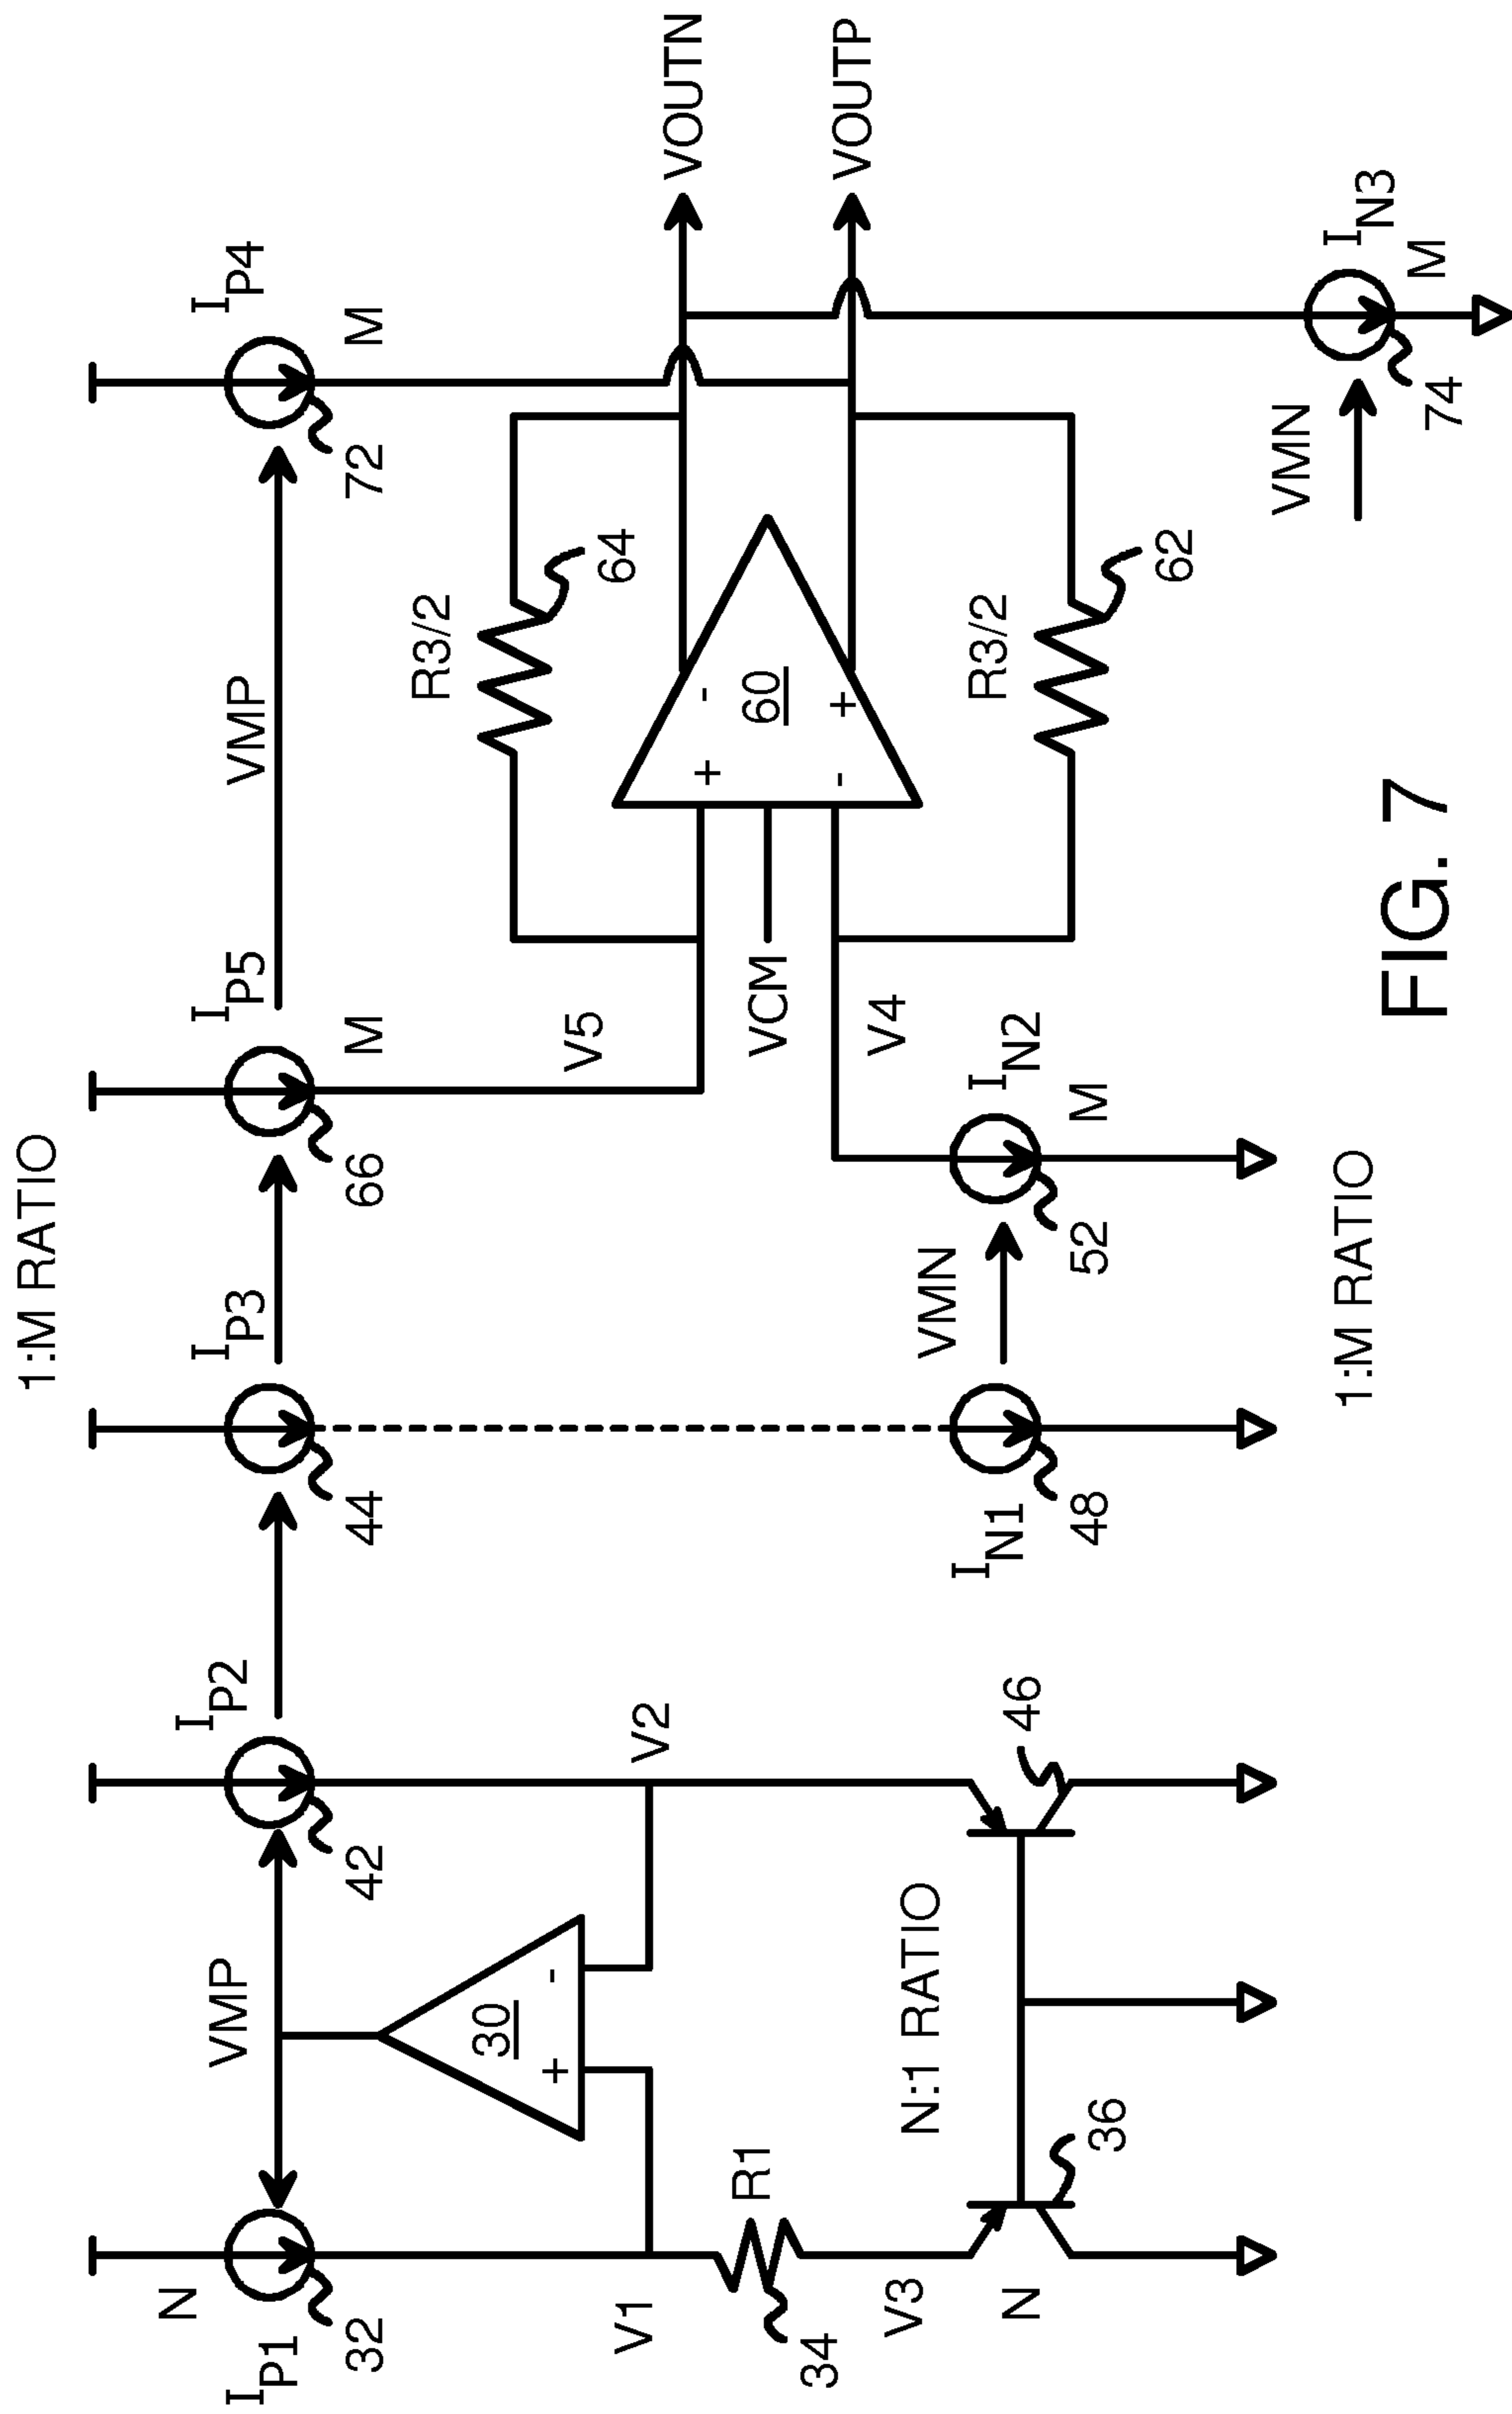 1:M RATIO
N
I_P1
32
VMP
I_P2
42
I_P3
44
I_P5
66
M
VMP
I_P4
72
M
30
+
-
V1
V2
R1
34
V3
N
36
N:1 RATIO
46
I_N1
48
VMN
I_N2
52
M
1:M RATIO
V5
VCM
V4
R3/2
64
+
-
60
-
+
R3/2
62
VOUTN
VOUTP
VMN
I_N3
74
M
FIG. 7